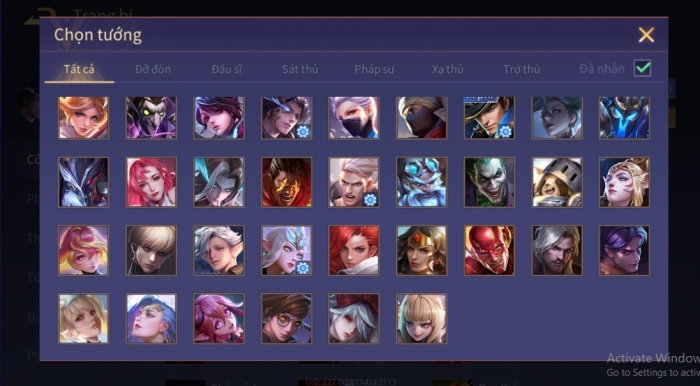 Trang bị
Chọn tướng
Tất cả
Đỡ đòn
Đấu sĩ
Sát thủ
Pháp sư
Xạ thủ
Trợ thủ
Đã nhận
Activate Window
Go to Settings to activ